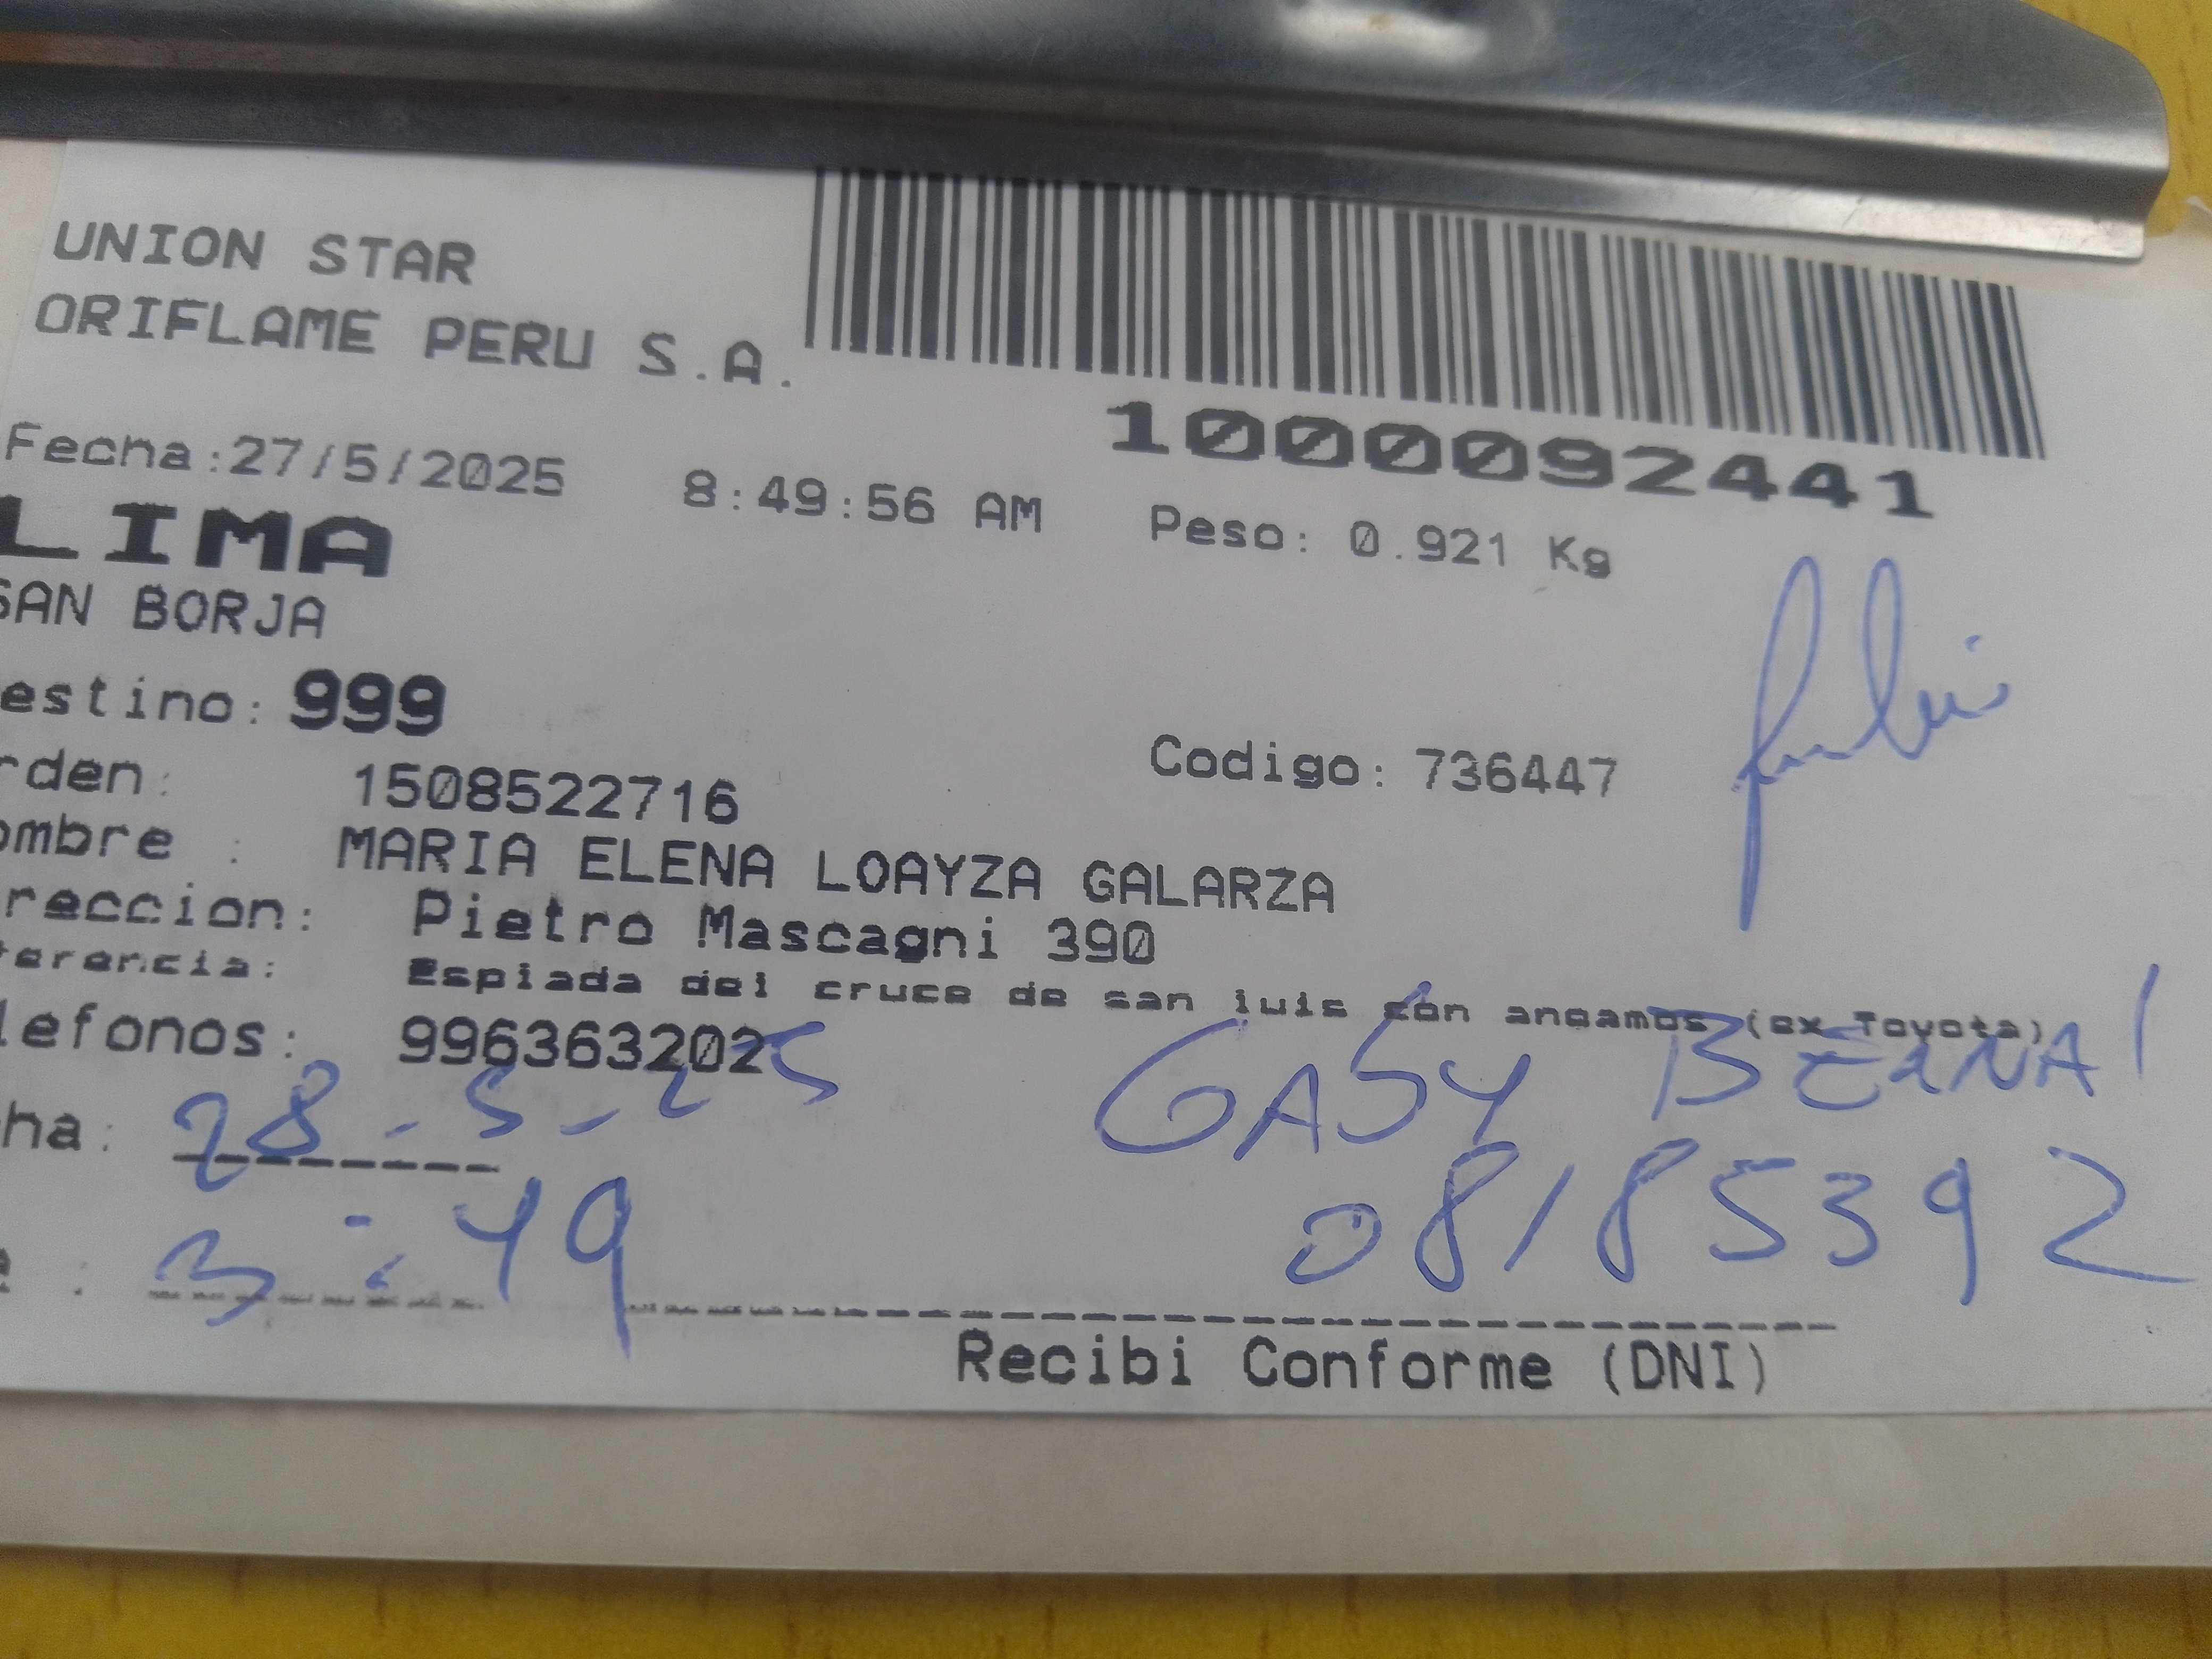 UNION STAR
ORIFLAME PERU S.A.
1000092441
Fecha:27/5/2025 8:49:56 AM Peso: 0.921 Kg
LIMA
SAN BORJA
estino: 999
rden: 1508522716 Codigo: 736447
ombre : MARIA ELENA LOAYZA GALARZA
reccion: Pietro Mascagni 390
ferencia: Espiada del cruce de san luis con angamos (ex Toyota)
lefonos: 996363202
ha: 28-5-25 GABY BERNAl
a : 3:49 08185392
Recibi Conforme (DNI)